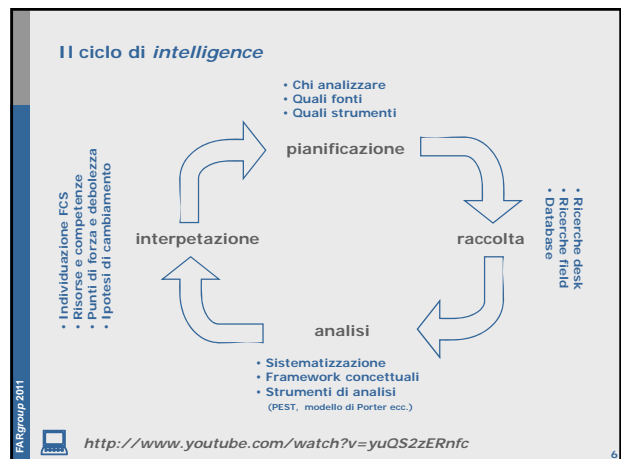 Il ciclo di intelligence
• Chi analizzare
• Quali fonti
• Quali strumenti
pianificazione
• Ricerche desk
• Ricerche field
• Database
raccolta
analisi
• Sistematizzazione
• Framework concettuali
• Strumenti di analisi
(PEST, modello di Porter ecc.)
interpetazione
• Individuazione FCS
• Risorse e competenze
• Punti di forza e debolezza
• Ipotesi di cambiamento
FARgroup 2011
http://www.youtube.com/watch?v=yuQS2zERnfc
6